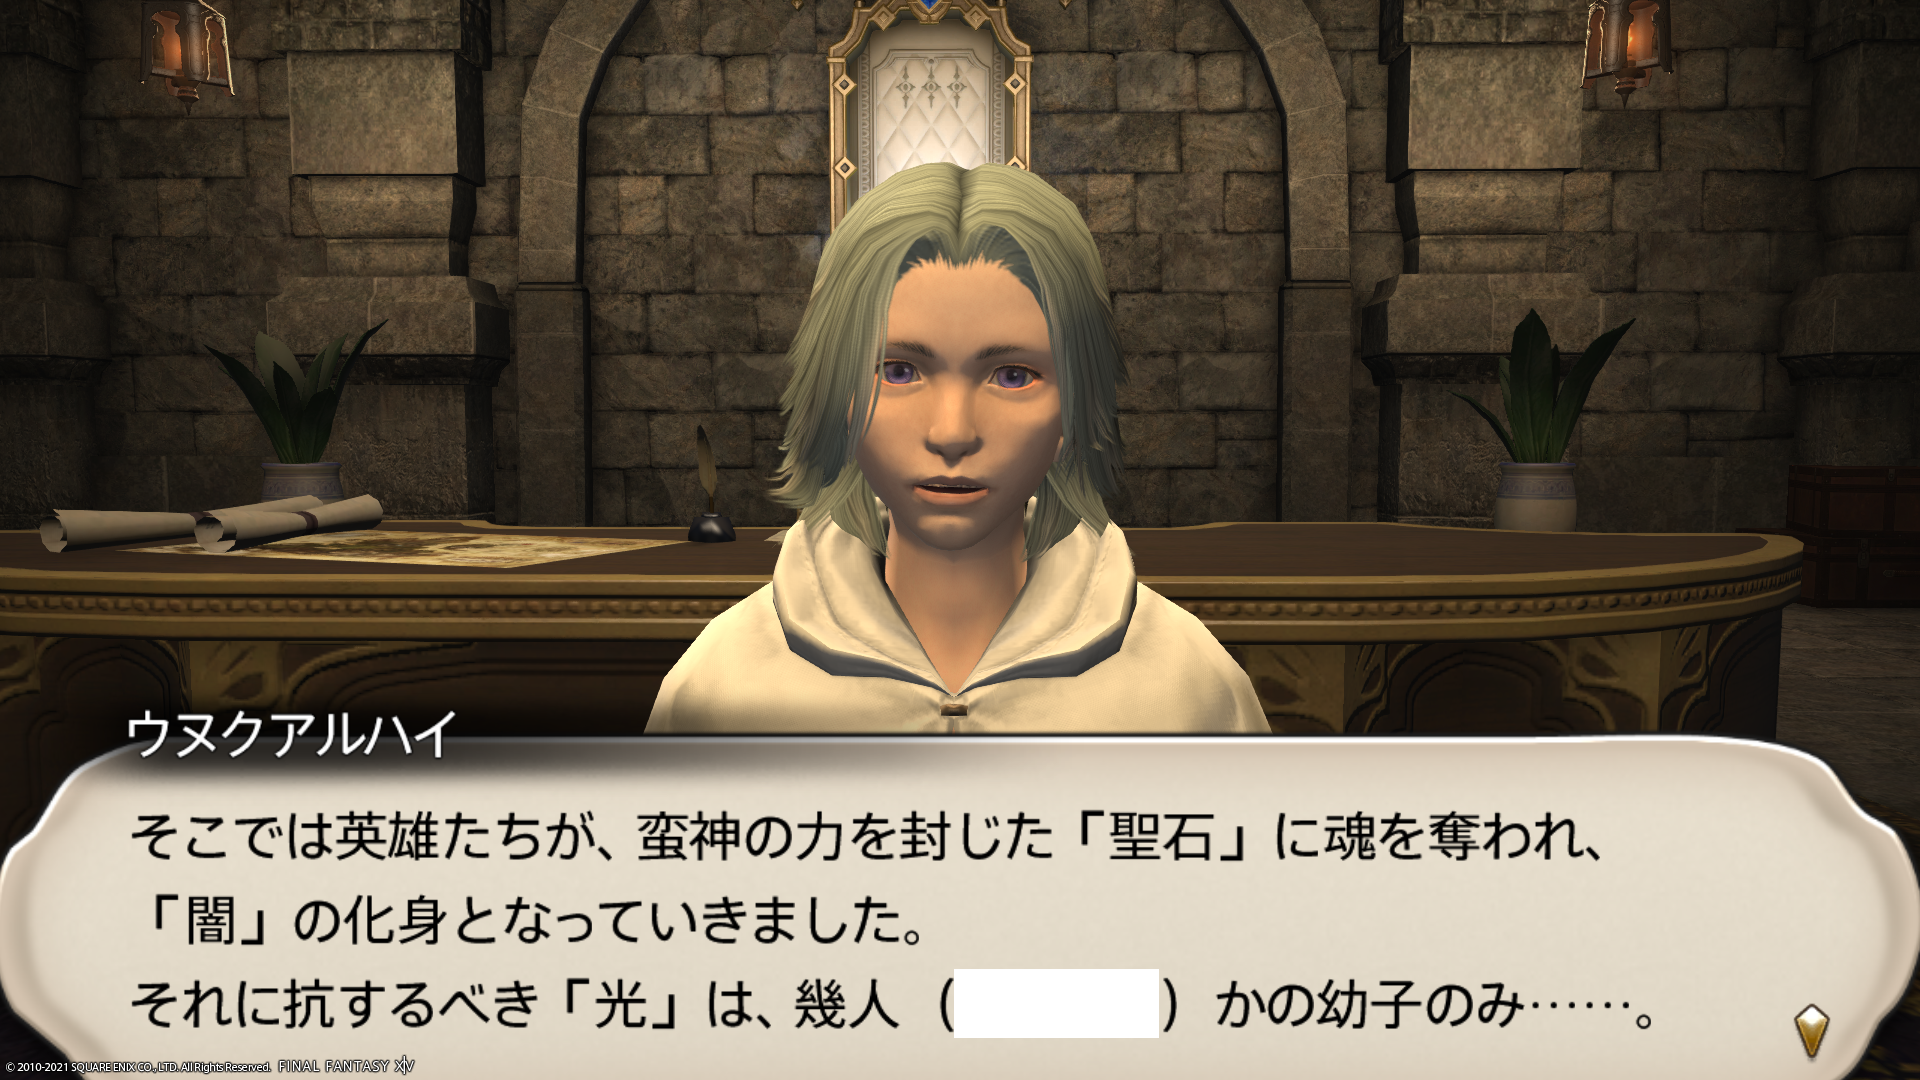 ウヌクアルハイ
そこでは英雄たちが、蛮神の力を封じた「聖石」に魂を奪われ、
「闇」の化身となっていきました。
それに抗するべき「光」は、幾人（ ）かの幼子のみ……。
© 2010-2021 SQUARE ENIX CO., LTD. All Rights Reserved. FINAL FANTASY XIV